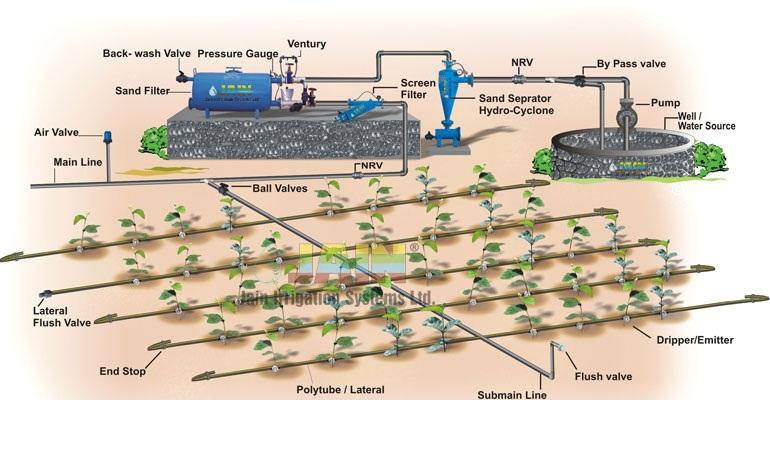 Ventury
Back- wash Valve
Pressure Gauge
NRV
By Pass valve
Sand Filter
JAIN
Screen
Filter
Sand Seprator
Hydro-Cyclone
Pump
Well /
Water Source
Air Valve
Main Line
NRV
Ball Valves
JAIN
®
Jain Irrigation Systems Ltd.
Lateral
Flush Valve
Dripper/Emitter
End Stop
Flush valve
Polytube / Lateral
Submain Line